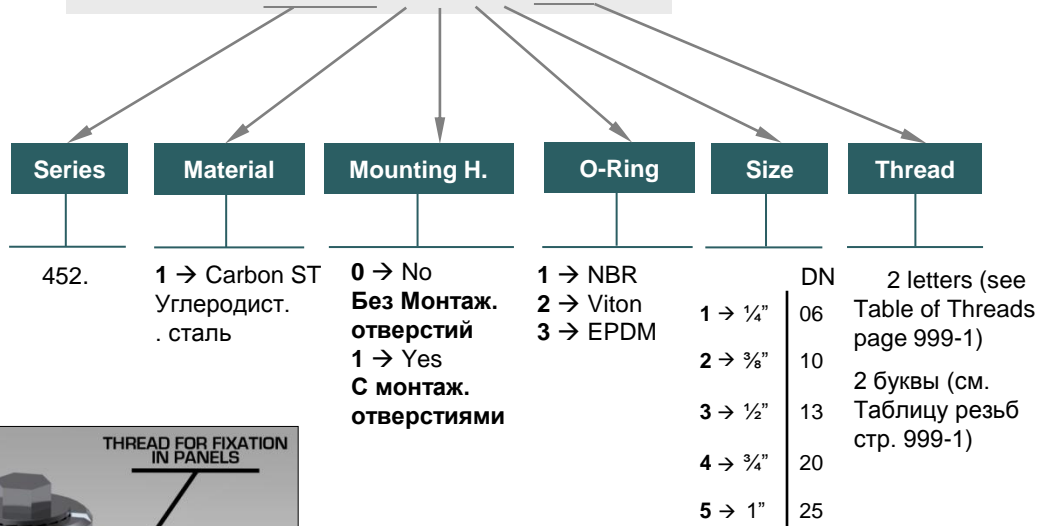 Series
Material
Mounting H.
O-Ring
Size
Thread
452.
1 → Carbon ST
Углеродист.
. сталь
0 → No
Без Монтаж.
отверстий
1 → Yes
С монтаж.
отверстиями
1 → NBR
2 → Viton
3 → EPDM
DN
1 → ¼” 06
2 → ⅜” 10
3 → ½” 13
4 → ¾” 20
5 → 1” 25
2 letters (see
Table of Threads
page 999-1)
2 буквы (см.
Таблицу резьб
стр. 999-1)
THREAD FOR FIXATION
IN PANELS